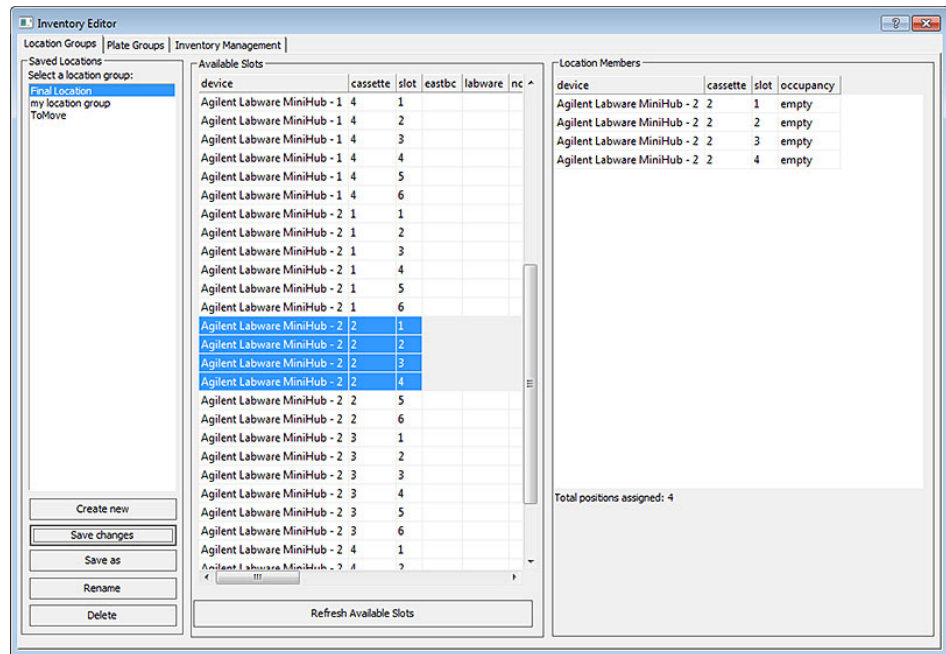 Inventory Editor
Location Groups Plate Groups Inventory Management
Saved Locations
Select a location group:
Final Location
my location group
ToMove
Create new
Save changes
Save as
Rename
Delete
Available Slots
device cassette slot eastbc labware nc
Agilent Labware MiniHub - 1 4 1
Agilent Labware MiniHub - 1 4 2
Agilent Labware MiniHub - 1 4 3
Agilent Labware MiniHub - 1 4 4
Agilent Labware MiniHub - 1 4 5
Agilent Labware MiniHub - 1 4 6
Agilent Labware MiniHub - 2 1 1
Agilent Labware MiniHub - 2 1 2
Agilent Labware MiniHub - 2 1 3
Agilent Labware MiniHub - 2 1 4
Agilent Labware MiniHub - 2 1 5
Agilent Labware MiniHub - 2 1 6
Agilent Labware MiniHub - 2 2 1
Agilent Labware MiniHub - 2 2 2
Agilent Labware MiniHub - 2 2 3
Agilent Labware MiniHub - 2 2 4
Agilent Labware MiniHub - 2 2 5
Agilent Labware MiniHub - 2 2 6
Agilent Labware MiniHub - 2 3 1
Agilent Labware MiniHub - 2 3 2
Agilent Labware MiniHub - 2 3 3
Agilent Labware MiniHub - 2 3 4
Agilent Labware MiniHub - 2 3 5
Agilent Labware MiniHub - 2 3 6
Agilent Labware MiniHub - 2 4 1
Agilent Labware MiniHub - 2 4 2
Refresh Available Slots
Location Members
device cassette slot occupancy
Agilent Labware MiniHub - 2 2 1 empty
Agilent Labware MiniHub - 2 2 2 empty
Agilent Labware MiniHub - 2 2 3 empty
Agilent Labware MiniHub - 2 2 4 empty
Total positions assigned: 4